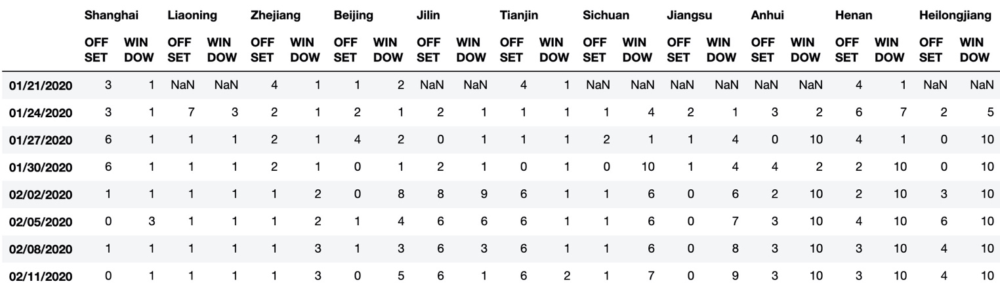 Shanghai Liaoning Zhejiang Beijing Jilin Tianjin Sichuan Jiangsu Anhui Henan Heilongjiang
OFF WIN OFF WIN OFF WIN OFF WIN OFF WIN OFF WIN OFF WIN OFF WIN OFF WIN OFF WIN OFF WIN
SET DOW SET DOW SET DOW SET DOW SET DOW SET DOW SET DOW SET DOW SET DOW SET DOW SET DOW
01/21/2020 3 1 NaN NaN 4 1 1 2 NaN NaN 4 1 NaN NaN NaN NaN NaN NaN 4 1 NaN NaN
01/24/2020 3 1 7 3 2 1 2 1 2 1 1 1 1 4 2 1 3 2 6 7 2 5
01/27/2020 6 1 1 1 2 1 4 2 0 1 1 1 2 1 1 4 0 10 4 1 0 10
01/30/2020 6 1 1 1 2 1 0 1 2 1 0 1 0 10 1 4 4 2 2 10 0 10
02/02/2020 1 1 1 1 1 2 0 8 8 9 6 1 1 6 0 6 2 10 2 10 3 10
02/05/2020 0 3 1 1 1 2 1 4 6 6 6 1 1 6 0 7 3 10 4 10 6 10
02/08/2020 1 1 1 1 1 3 1 3 6 3 6 1 1 6 0 8 3 10 3 10 4 10
02/11/2020 0 1 1 1 1 3 0 5 6 1 6 2 1 7 0 9 3 10 3 10 4 10